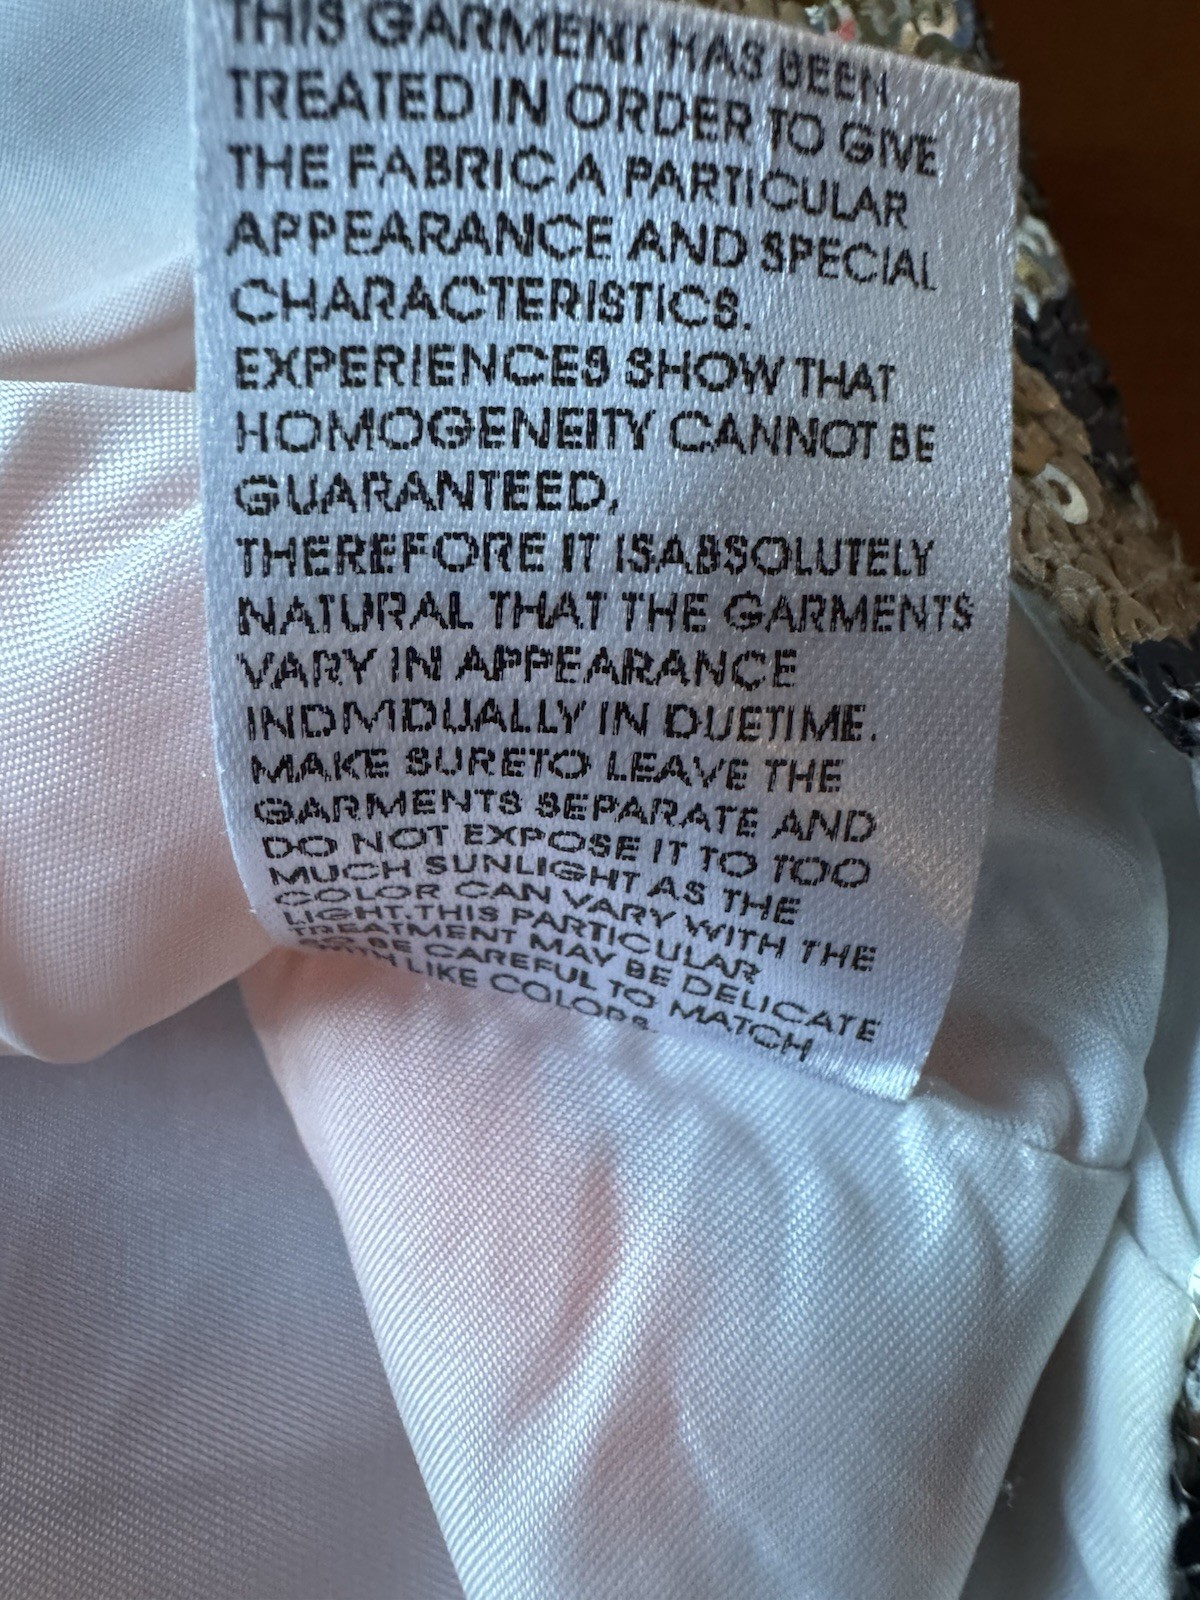 THIS GARMENT HAS BEEN
TREATED IN ORDER TO GIVE
THE FABRIC A PARTICULAR
APPEARANCE AND SPECIAL
CHARACTERISTICS.
EXPERIENCES SHOW THAT
HOMOGENEITY CANNOT BE
GUARANTEED,
THEREFORE IT ISABSOLUTELY
NATURAL THAT THE GARMENTS
VARY IN APPEARANCE
INDIVIDUALLY IN DUETIME.
MAKE SURETO LEAVE THE
GARMENTS SEPARATE AND
DO NOT EXPOSE IT TO TOO
MUCH SUNLIGHT AS THE
COLOR CAN VARY WITH THE
LIGHT.THIS PARTICULAR
TREATMENT MAY BE DELICATE
SO BE CAREFUL TO MATCH
WITH LIKE COLORS.